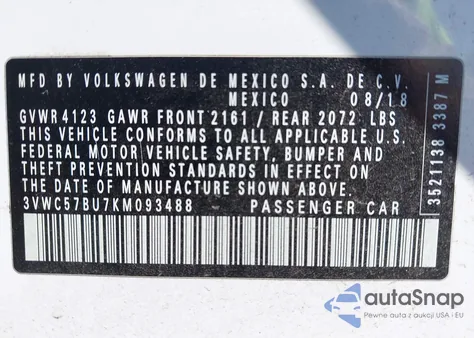 MFD BY VOLKSWAGEN DE MEXICO S.A. DE C.V.
MEXICO 08/18
GVWR 4123 GAWR FRONT 2161 / REAR 2072 LBS
THIS VEHICLE CONFORMS TO ALL APPLICABLE U.S.
FEDERAL MOTOR VEHICLE SAFETY, BUMPER AND
THEFT PREVENTION STANDARDS IN EFFECT ON THE
DATE OF MANUFACTURE SHOWN ABOVE.
3VWC57BU7KM093488 PASSENGER CAR
3521138 3387 M
autoSnap
Pewne auta z aukcji USA i EU